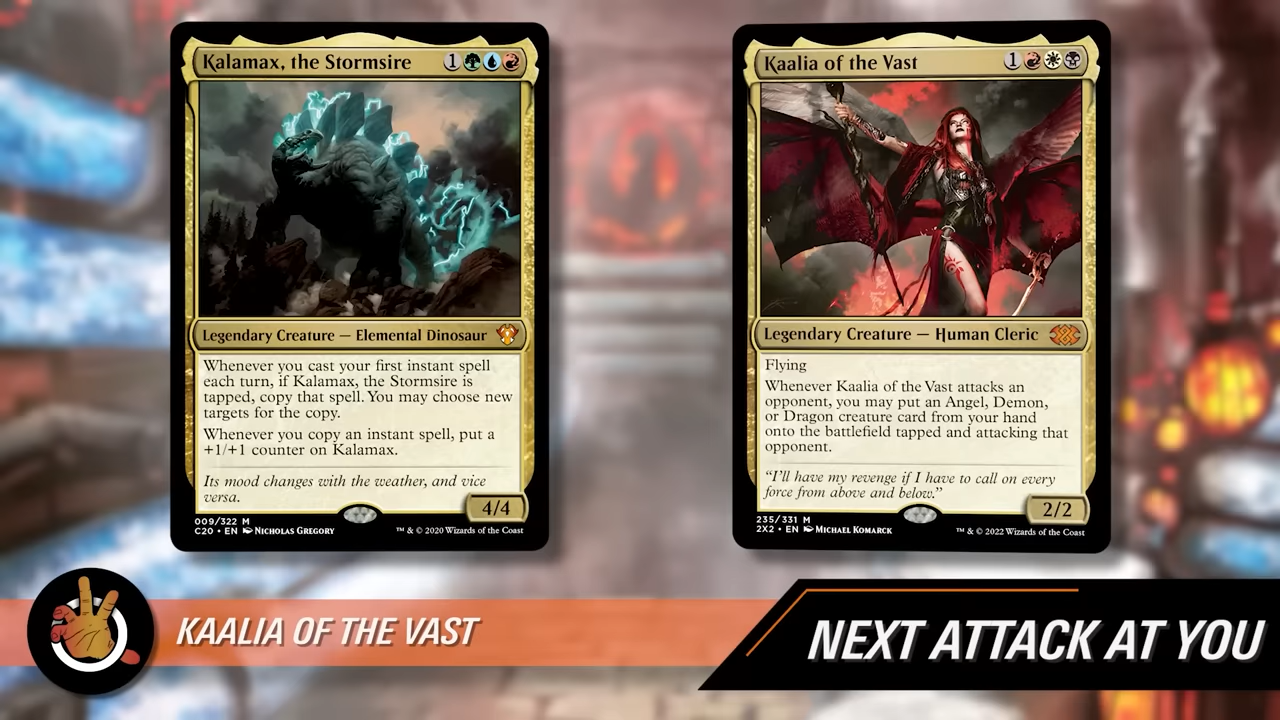 Kalamax, the Stormsire 1
Legendary Creature — Elemental Dinosaur
Whenever you cast your first instant spell
each turn, if Kalamax, the Stormsire is
tapped, copy that spell. You may choose new
targets for the copy.
Whenever you copy an instant spell, put a
+1/+1 counter on Kalamax.
Its mood changes with the weather, and vice
versa.
4/4
009/322 M
C20 • EN Nicholas Gregory
™ & © 2020 Wizards of the Coast
Kaalia of the Vast 1
Legendary Creature — Human Cleric
Flying
Whenever Kaalia of the Vast attacks an
opponent, you may put an Angel, Demon,
or Dragon creature card from your hand
onto the battlefield tapped and attacking that
opponent.
“I’ll have my revenge if I have to call on every
force from above and below.”
2/2
235/331 M
2X2 • EN Michael Komarck
™ & © 2022 Wizards of the Coast
KAALIA OF THE VAST
NEXT ATTACK AT YOU